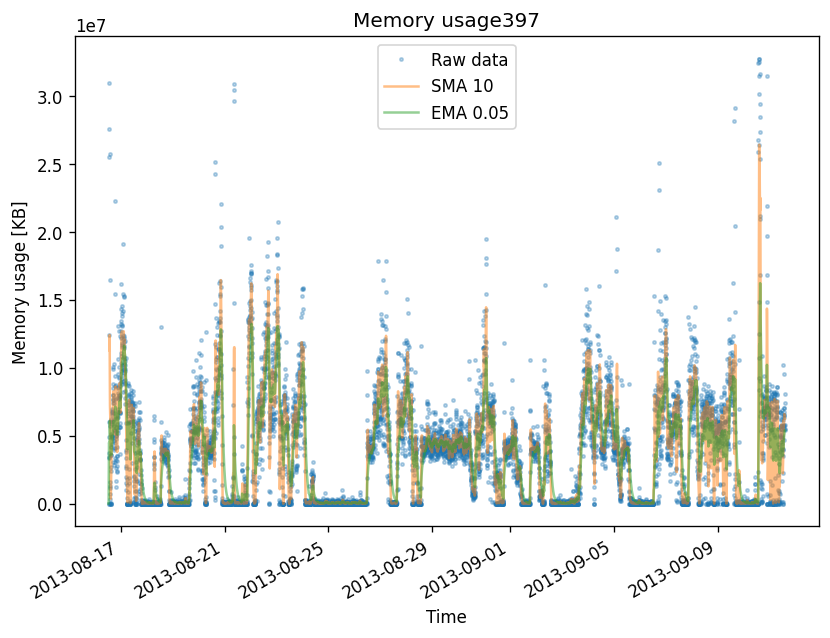 Memory usage397
1e7
Raw data
SMA 10
EMA 0.05
3.0
2.5
2.0
1.5
1.0
0.5
0.0
Memory usage [KB]
2013-08-17
2013-08-21
2013-08-25
2013-08-29
2013-09-01
2013-09-05
2013-09-09
Time